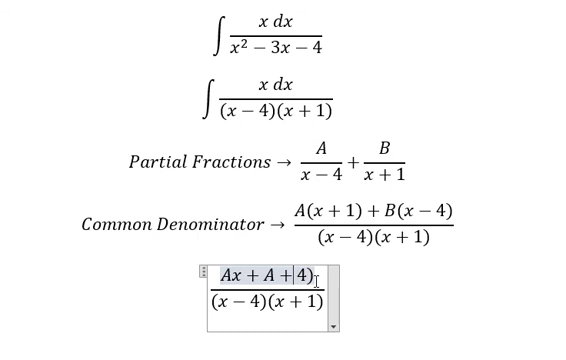 ∫ x dx / x² − 3x − 4
∫ x dx / (x − 4)(x + 1)
Partial Fractions → A / x − 4 + B / x + 1
Common Denominator → A(x + 1) + B(x − 4) / (x − 4)(x + 1)
Ax + A + 4) / (x − 4)(x + 1)